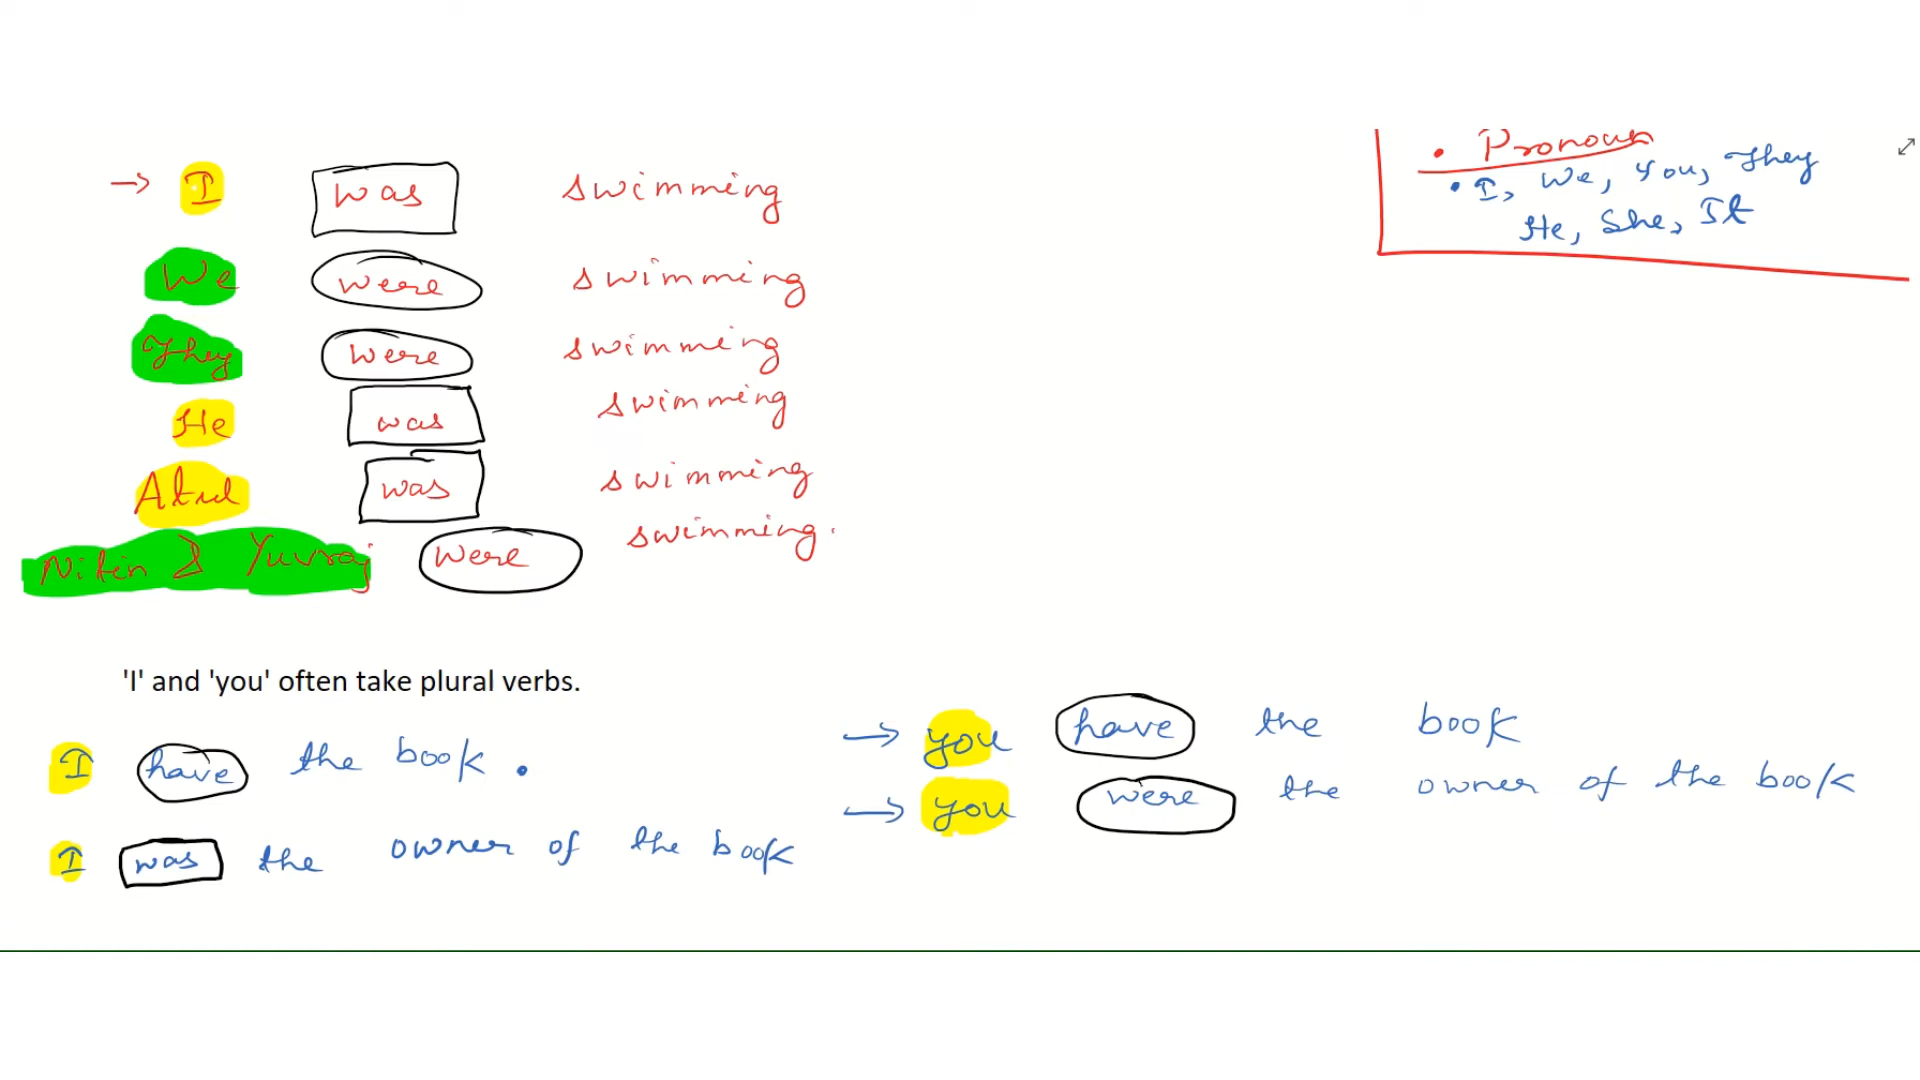 → I was swimming
We were swimming
They were swimming
He was swimming
Atul was swimming
Nitin & Yuvraj were swimming.
• Pronoun
• I, We, You, They
He, She, It
'I' and 'you' often take plural verbs.
I have the book.
I was the owner of the book
→ you have the book
→ you were the owner of the book